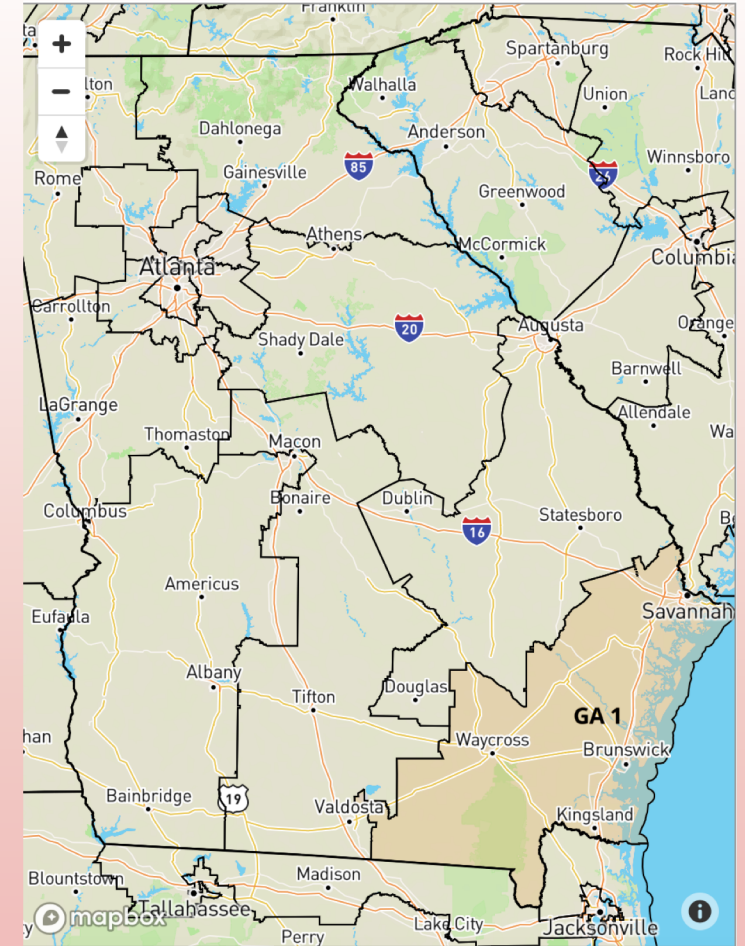 Franklin
+
−
Spartanburg
Rock Hill
lton
Walhalla
Union
Lanc
Dahlonega
Anderson
85
Winnsboro
Rome
Gainesville
26
Greenwood
Athens
McCormick
Atlanta
Columbia
Carrollton
20
Augusta
Orange
Shady Dale
Barnwell
LaGrange
Allendale
Thomaston
Macon
Wa
Bonaire
Dublin
Columbus
Statesboro
B
16
Americus
Savannah
Eufaula
Albany
Douglas
Tifton
GA 1
han
Waycross
Brunswick
Bainbridge
19
Valdosta
Kingsland
Blountstown
Madison
Tallahassee
mapbox
Lake City
i
Jacksonville
Perry